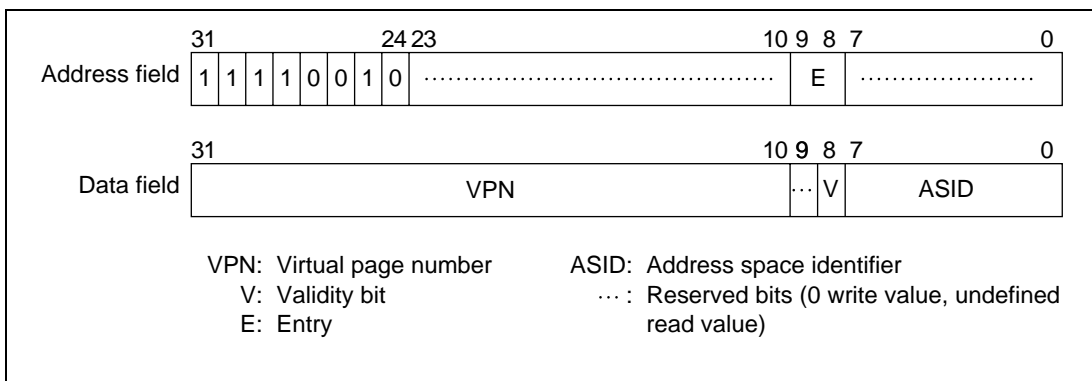 31 24 23 10 9 8 7 0
Address field 1 1 1 1 0 0 1 0 ... E ...
31 10 9 8 7 0
Data field VPN ... V ASID
VPN: Virtual page number ASID: Address space identifier
V: Validity bit ... : Reserved bits (0 write value, undefined
E: Entry read value)